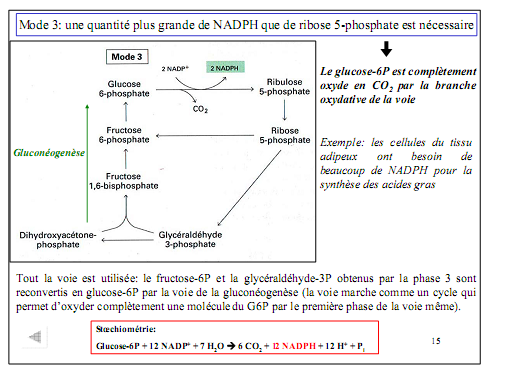 Mode 3: une quantité plus grande de NADPH que de ribose 5-phosphate est nécessaire
Mode 3
2 NADP⁺
2 NADPH
Glucose
6-phosphate
Ribulose
5-phosphate
CO₂
Fructose
6-phosphate
Ribose
5-phosphate
Gluconéogenèse
Fructose
1,6-bisphosphate
Dihydroxyacétone-
phosphate
Glycéraldéhyde
3-phosphate
Le glucose-6P est complètement
oxyde en CO₂ par la branche
oxydative de la voie
Exemple: les cellules du tissu
adipeux ont besoin de
beaucoup de NADPH pour la
synthèse des acides gras
Tout la voie est utilisée: le fructose-6P et la glycéraldéhyde-3P obtenus par la phase 3 sont
reconvertis en glucose-6P par la voie de la gluconéogenèse (la voie marche comme un cycle qui
permet d'oxyder complètement une molécule du G6P par le première phase de la voie même).
Stœchiométrie:
Glucose-6P + 12 NADP⁺ + 7 H₂O → 6 CO₂ + 12 NADPH + 12 H⁺ + Pᵢ
15